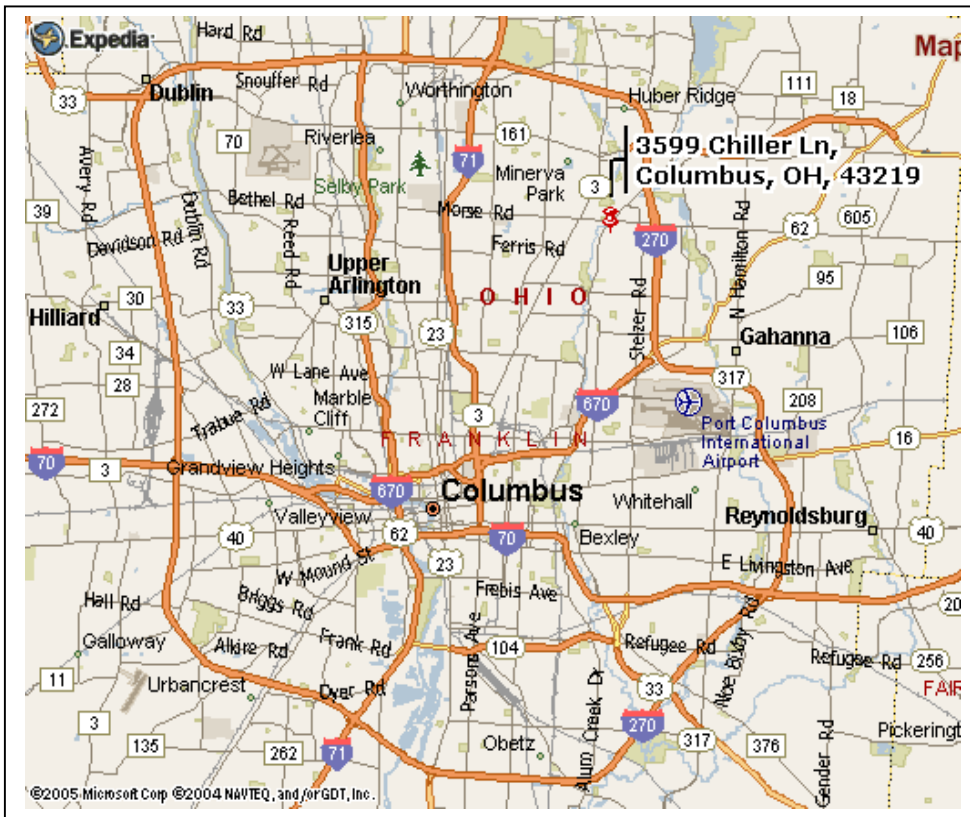 Expedia
Map
Hard Rd
Dublin
33
Snouffer Rd
Worthington
Huber Ridge
111
18
70
Riverlea
161
71
3599 Chiller Ln,
Columbus, OH, 43219
Avery Rd
Selby Park
Minerva
Park
3
Bethel Rd
Morse Rd
39
Davidson Rd
Dublin Rd
Reed Rd
Ferris Rd
270
N Hamilton Rd
62
605
Upper
Arlington
OHIO
95
30
Hilliard
33
315
23
Stelzer Rd
Gahanna
106
34
W Lane Ave
28
Marble
Cliff
317
272
Trabue Rd
3
670
208
Port Columbus
International
Airport
FRANKLIN
16
70
3
Grandview Heights
670
Columbus
Whitehall
Valleyview
62
70
Bexley
Reynoldsburg
40
40
W Mound St
23
E Livingston Ave
Hall Rd
Briggs Rd
Frebis Ave
20
Galloway
Alkire Rd
Frank Rd
Parsons Ave
104
Refugee Rd
Noe Bixby Rd
Refugee Rd
256
11
Urbancrest
Dyer Rd
Alum Creek Dr
33
FAIR
3
270
135
262
71
Obetz
317
376
Gender Rd
Pickeringt
©2005 Microsoft Corp ©2004 NAVTEQ, and/or GDT, Inc.